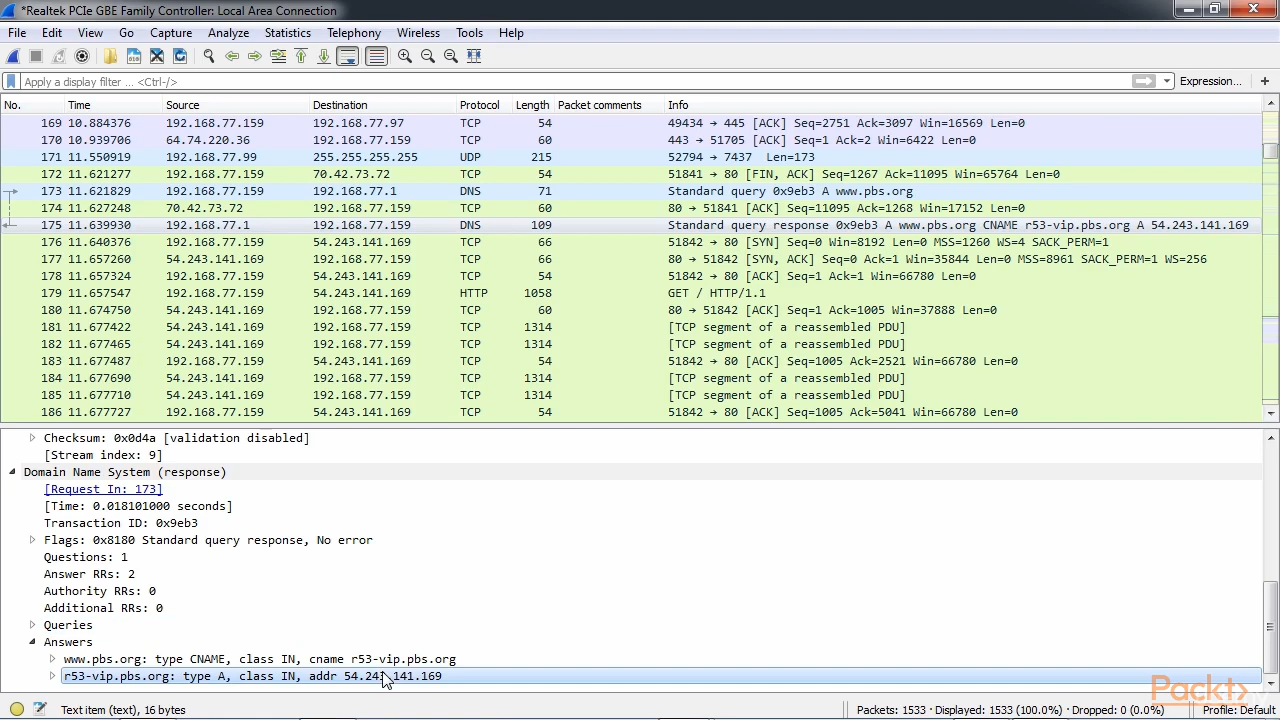 *Realtek PCIe GBE Family Controller: Local Area Connection
File Edit View Go Capture Analyze Statistics Telephony Wireless Tools Help
Apply a display filter ... <Ctrl-/> Expression... +
No. Time Source Destination Protocol Length Packet comments Info
169 10.884376 192.168.77.159 192.168.77.97 TCP 54 49434 → 445 [ACK] Seq=2751 Ack=3097 Win=16569 Len=0
170 10.939706 64.74.220.36 192.168.77.159 TCP 60 443 → 51705 [ACK] Seq=1 Ack=2 Win=6422 Len=0
171 11.550919 192.168.77.99 255.255.255.255 UDP 215 52794 → 7437 Len=173
172 11.621277 192.168.77.159 70.42.73.72 TCP 54 51841 → 80 [FIN, ACK] Seq=1267 Ack=11095 Win=65764 Len=0
173 11.621829 192.168.77.159 192.168.77.1 DNS 71 Standard query 0x9eb3 A www.pbs.org
174 11.627248 70.42.73.72 192.168.77.159 TCP 60 80 → 51841 [ACK] Seq=11095 Ack=1268 Win=17152 Len=0
175 11.639930 192.168.77.1 192.168.77.159 DNS 109 Standard query response 0x9eb3 A www.pbs.org CNAME r53-vip.pbs.org A 54.243.141.169
176 11.640376 192.168.77.159 54.243.141.169 TCP 66 51842 → 80 [SYN] Seq=0 Win=8192 Len=0 MSS=1260 WS=4 SACK_PERM=1
177 11.657260 54.243.141.169 192.168.77.159 TCP 66 80 → 51842 [SYN, ACK] Seq=0 Ack=1 Win=35844 Len=0 MSS=8961 SACK_PERM=1 WS=256
178 11.657324 192.168.77.159 54.243.141.169 TCP 54 51842 → 80 [ACK] Seq=1 Ack=1 Win=66780 Len=0
179 11.657547 192.168.77.159 54.243.141.169 HTTP 1058 GET / HTTP/1.1
180 11.674750 54.243.141.169 192.168.77.159 TCP 60 80 → 51842 [ACK] Seq=1 Ack=1005 Win=37888 Len=0
181 11.677422 54.243.141.169 192.168.77.159 TCP 1314 [TCP segment of a reassembled PDU]
182 11.677465 54.243.141.169 192.168.77.159 TCP 1314 [TCP segment of a reassembled PDU]
183 11.677487 192.168.77.159 54.243.141.169 TCP 54 51842 → 80 [ACK] Seq=1005 Ack=2521 Win=66780 Len=0
184 11.677690 54.243.141.169 192.168.77.159 TCP 1314 [TCP segment of a reassembled PDU]
185 11.677710 54.243.141.169 192.168.77.159 TCP 1314 [TCP segment of a reassembled PDU]
186 11.677727 192.168.77.159 54.243.141.169 TCP 54 51842 → 80 [ACK] Seq=1005 Ack=5041 Win=66780 Len=0
Checksum: 0x0d4a [validation disabled]
[Stream index: 9]
Domain Name System (response)
[Request In: 173]
[Time: 0.018101000 seconds]
Transaction ID: 0x9eb3
Flags: 0x8180 Standard query response, No error
Questions: 1
Answer RRs: 2
Authority RRs: 0
Additional RRs: 0
Queries
Answers
www.pbs.org: type CNAME, class IN, cname r53-vip.pbs.org
r53-vip.pbs.org: type A, class IN, addr 54.243.141.169
Packt>
Text item (text), 16 bytes Packets: 1533 · Displayed: 1533 (100.0%) · Dropped: 0 (0.0%) Profile: Default